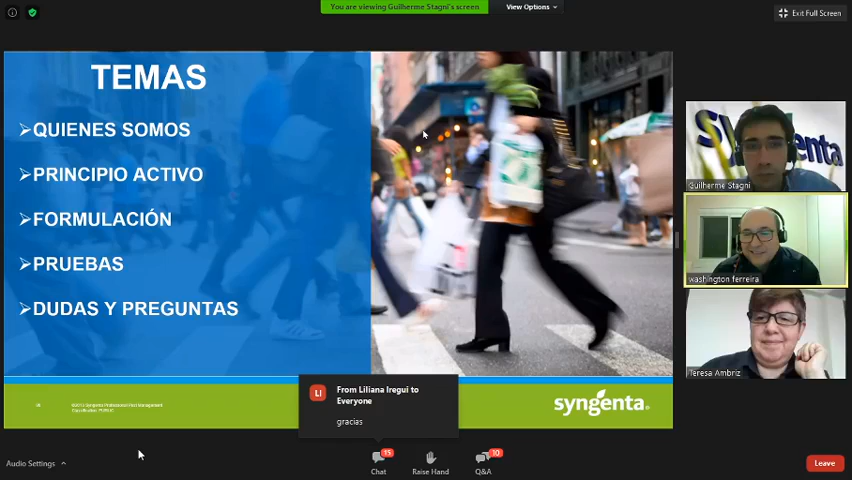 You are viewing Guilherme Stagni's screen
View Options
Exit Full Screen
TEMAS
➢QUIENES SOMOS
➢PRINCIPIO ACTIVO
➢FORMULACIÓN
➢PRUEBAS
➢DUDAS Y PREGUNTAS
syngenta
Guilherme Stagni
washington ferreira
Teresa Ambriz
LI
From Liliana Iregui to
Everyone
gracias
Audio Settings
15
Chat
Raise Hand
10
Q&A
Leave